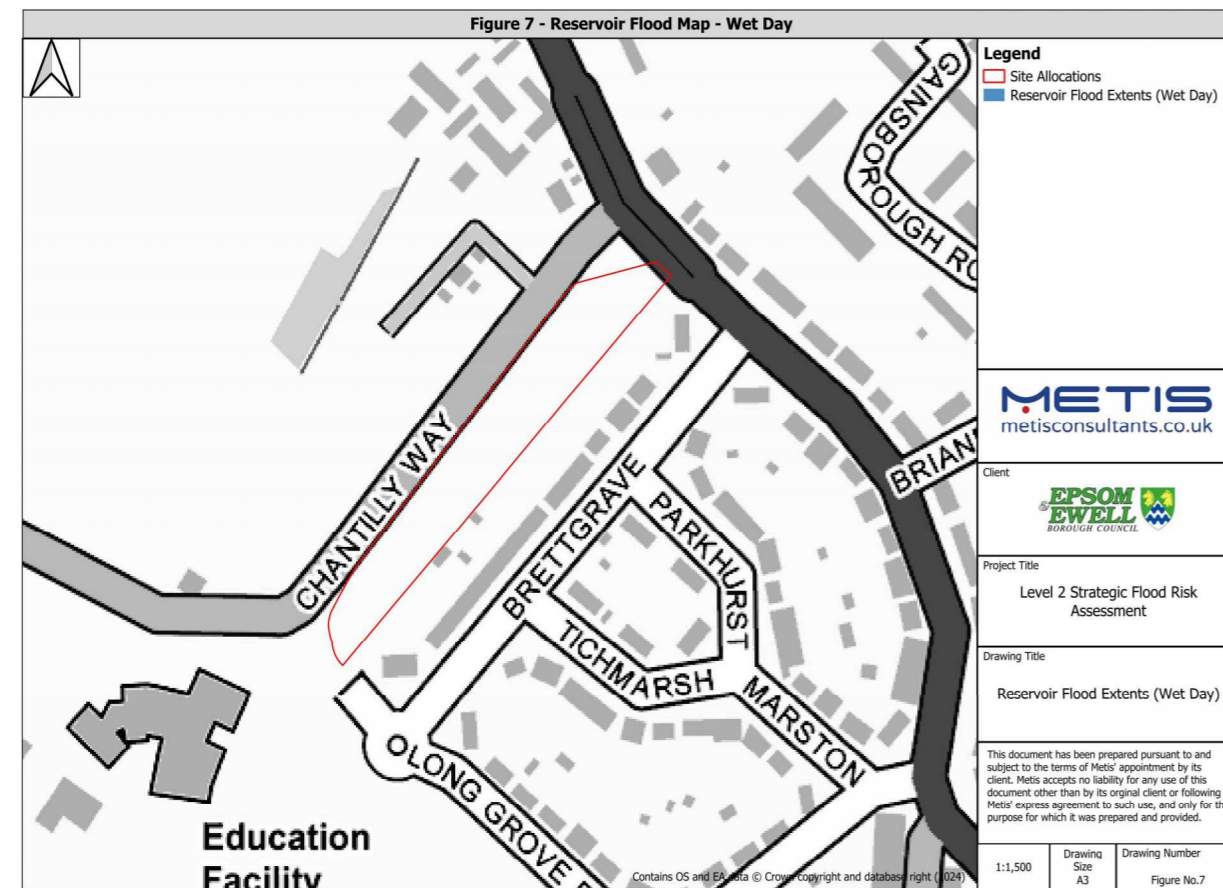 Figure 7 - Reservoir Flood Map - Wet Day
GAINSBOROUGH RO
CHANTILLY WAY
BRETTGRAVE
PARKHURST
TICHMARSH
MARSTON
BRIAN
OLONG GROVE
Education
Facility
Contains OS and EA data © Crown copyright and database right (2024)
Legend
Site Allocations
Reservoir Flood Extents (Wet Day)
METIS
metisconsultants.co.uk
Client
EPSOM
& EWELL
BOROUGH COUNCIL
Project Title
Level 2 Strategic Flood Risk
Assessment
Drawing Title
Reservoir Flood Extents (Wet Day)
This document has been prepared pursuant to and
subject to the terms of Metis' appointment by its
client. Metis accepts no liability for any use of this
document other than by its orginal client or following
Metis' express agreement to such use, and only for th
purpose for which it was prepared and provided.
1:1,500
Drawing
Size
A3
Drawing Number
Figure No.7